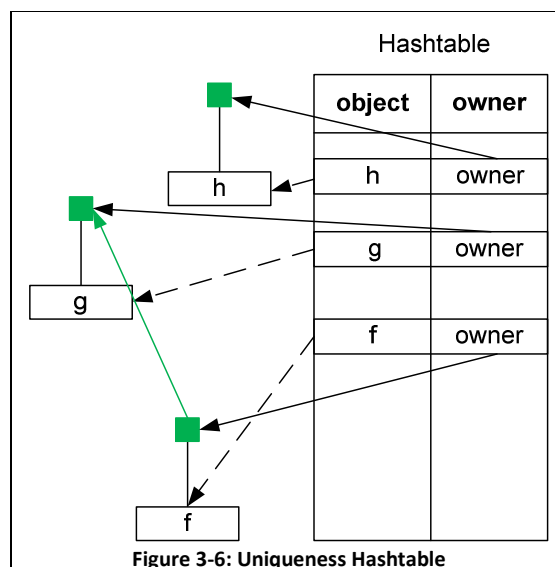 Hashtable
object owner
h
h owner
g owner
g
f owner
f
Figure 3-6: Uniqueness Hashtable